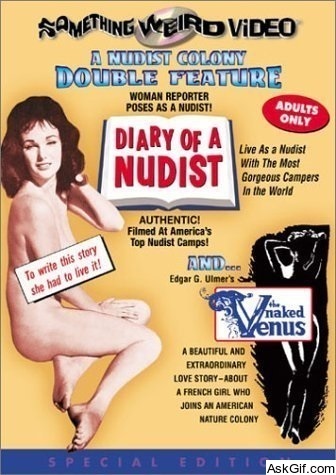 SOMETHING WEIRD VIDEO™
A NUDIST COLONY
DOUBLE FEATURE
WOMAN REPORTER
POSES AS A NUDIST!
ADULTS
ONLY
DIARY OF A
NUDIST
Live As a Nudist
With The Most
Gorgeous Campers
In the World
AUTHENTIC!
Filmed At America's
Top Nudist Camps!
To write this story
she had to live it!
AND...
Edgar G. Ulmer's
the
naked
Venus
A BEAUTIFUL AND
EXTRAORDINARY
LOVE STORY–ABOUT
A FRENCH GIRL WHO
JOINS AN AMERICAN
NATURE COLONY
SPECIAL EDITION
AskGif.com